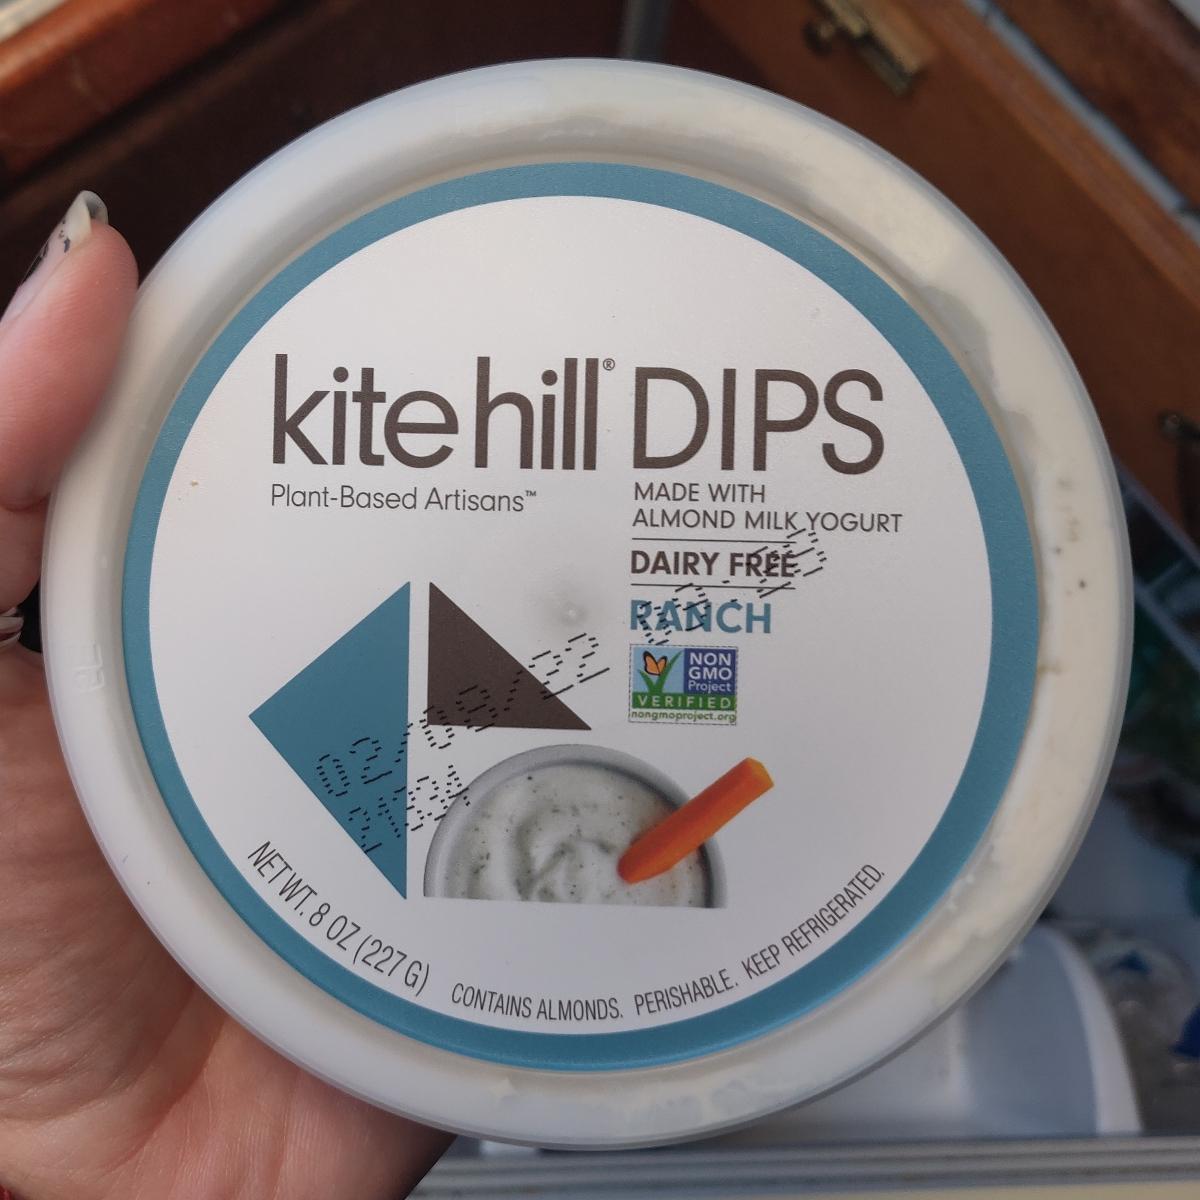 kite hill® DIPS
Plant-Based Artisans™
MADE WITH
ALMOND MILK YOGURT
DAIRY FREE
RANCH
NON
GMO
Project
VERIFIED
nongmoproject.org
NET WT. 8 OZ (227 G)
CONTAINS ALMONDS. PERISHABLE. KEEP REFRIGERATED.